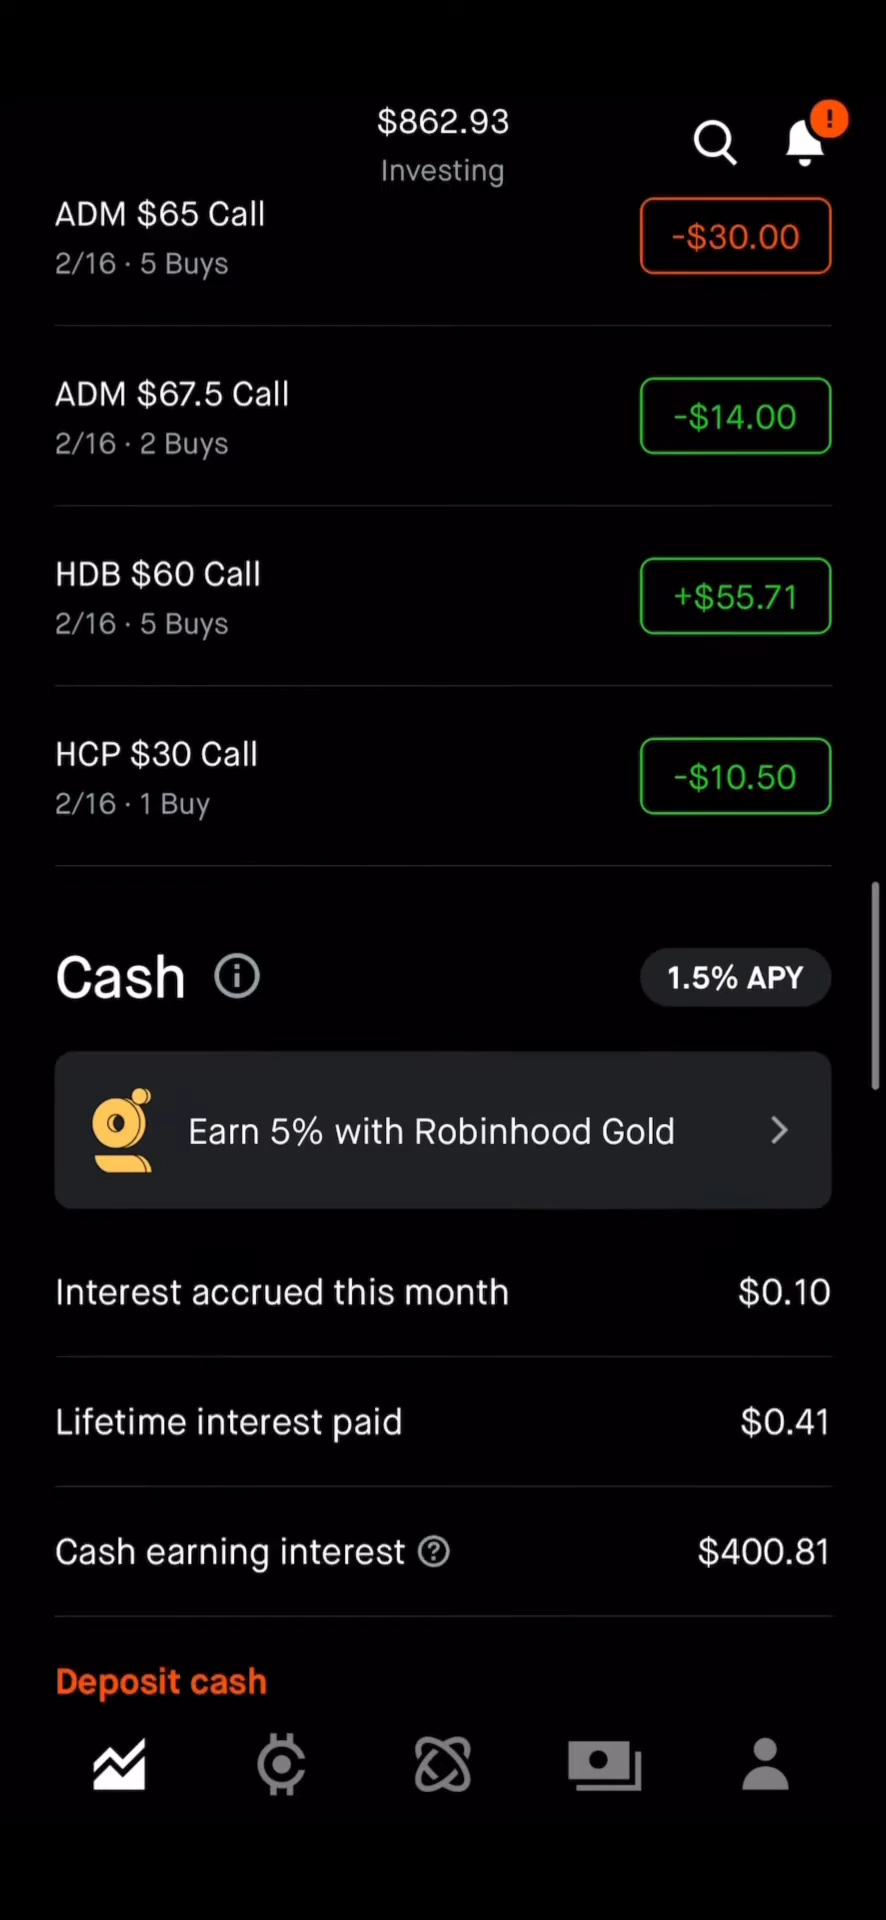 $862.93
Investing
!
ADM $65 Call
-$30.00
2/16 · 5 Buys
ADM $67.5 Call
-$14.00
2/16 · 2 Buys
HDB $60 Call
+$55.71
2/16 · 5 Buys
HCP $30 Call
-$10.50
2/16 · 1 Buy
Cash
1.5% APY
Earn 5% with Robinhood Gold
Interest accrued this month
$0.10
Lifetime interest paid
$0.41
Cash earning interest
$400.81
Deposit cash